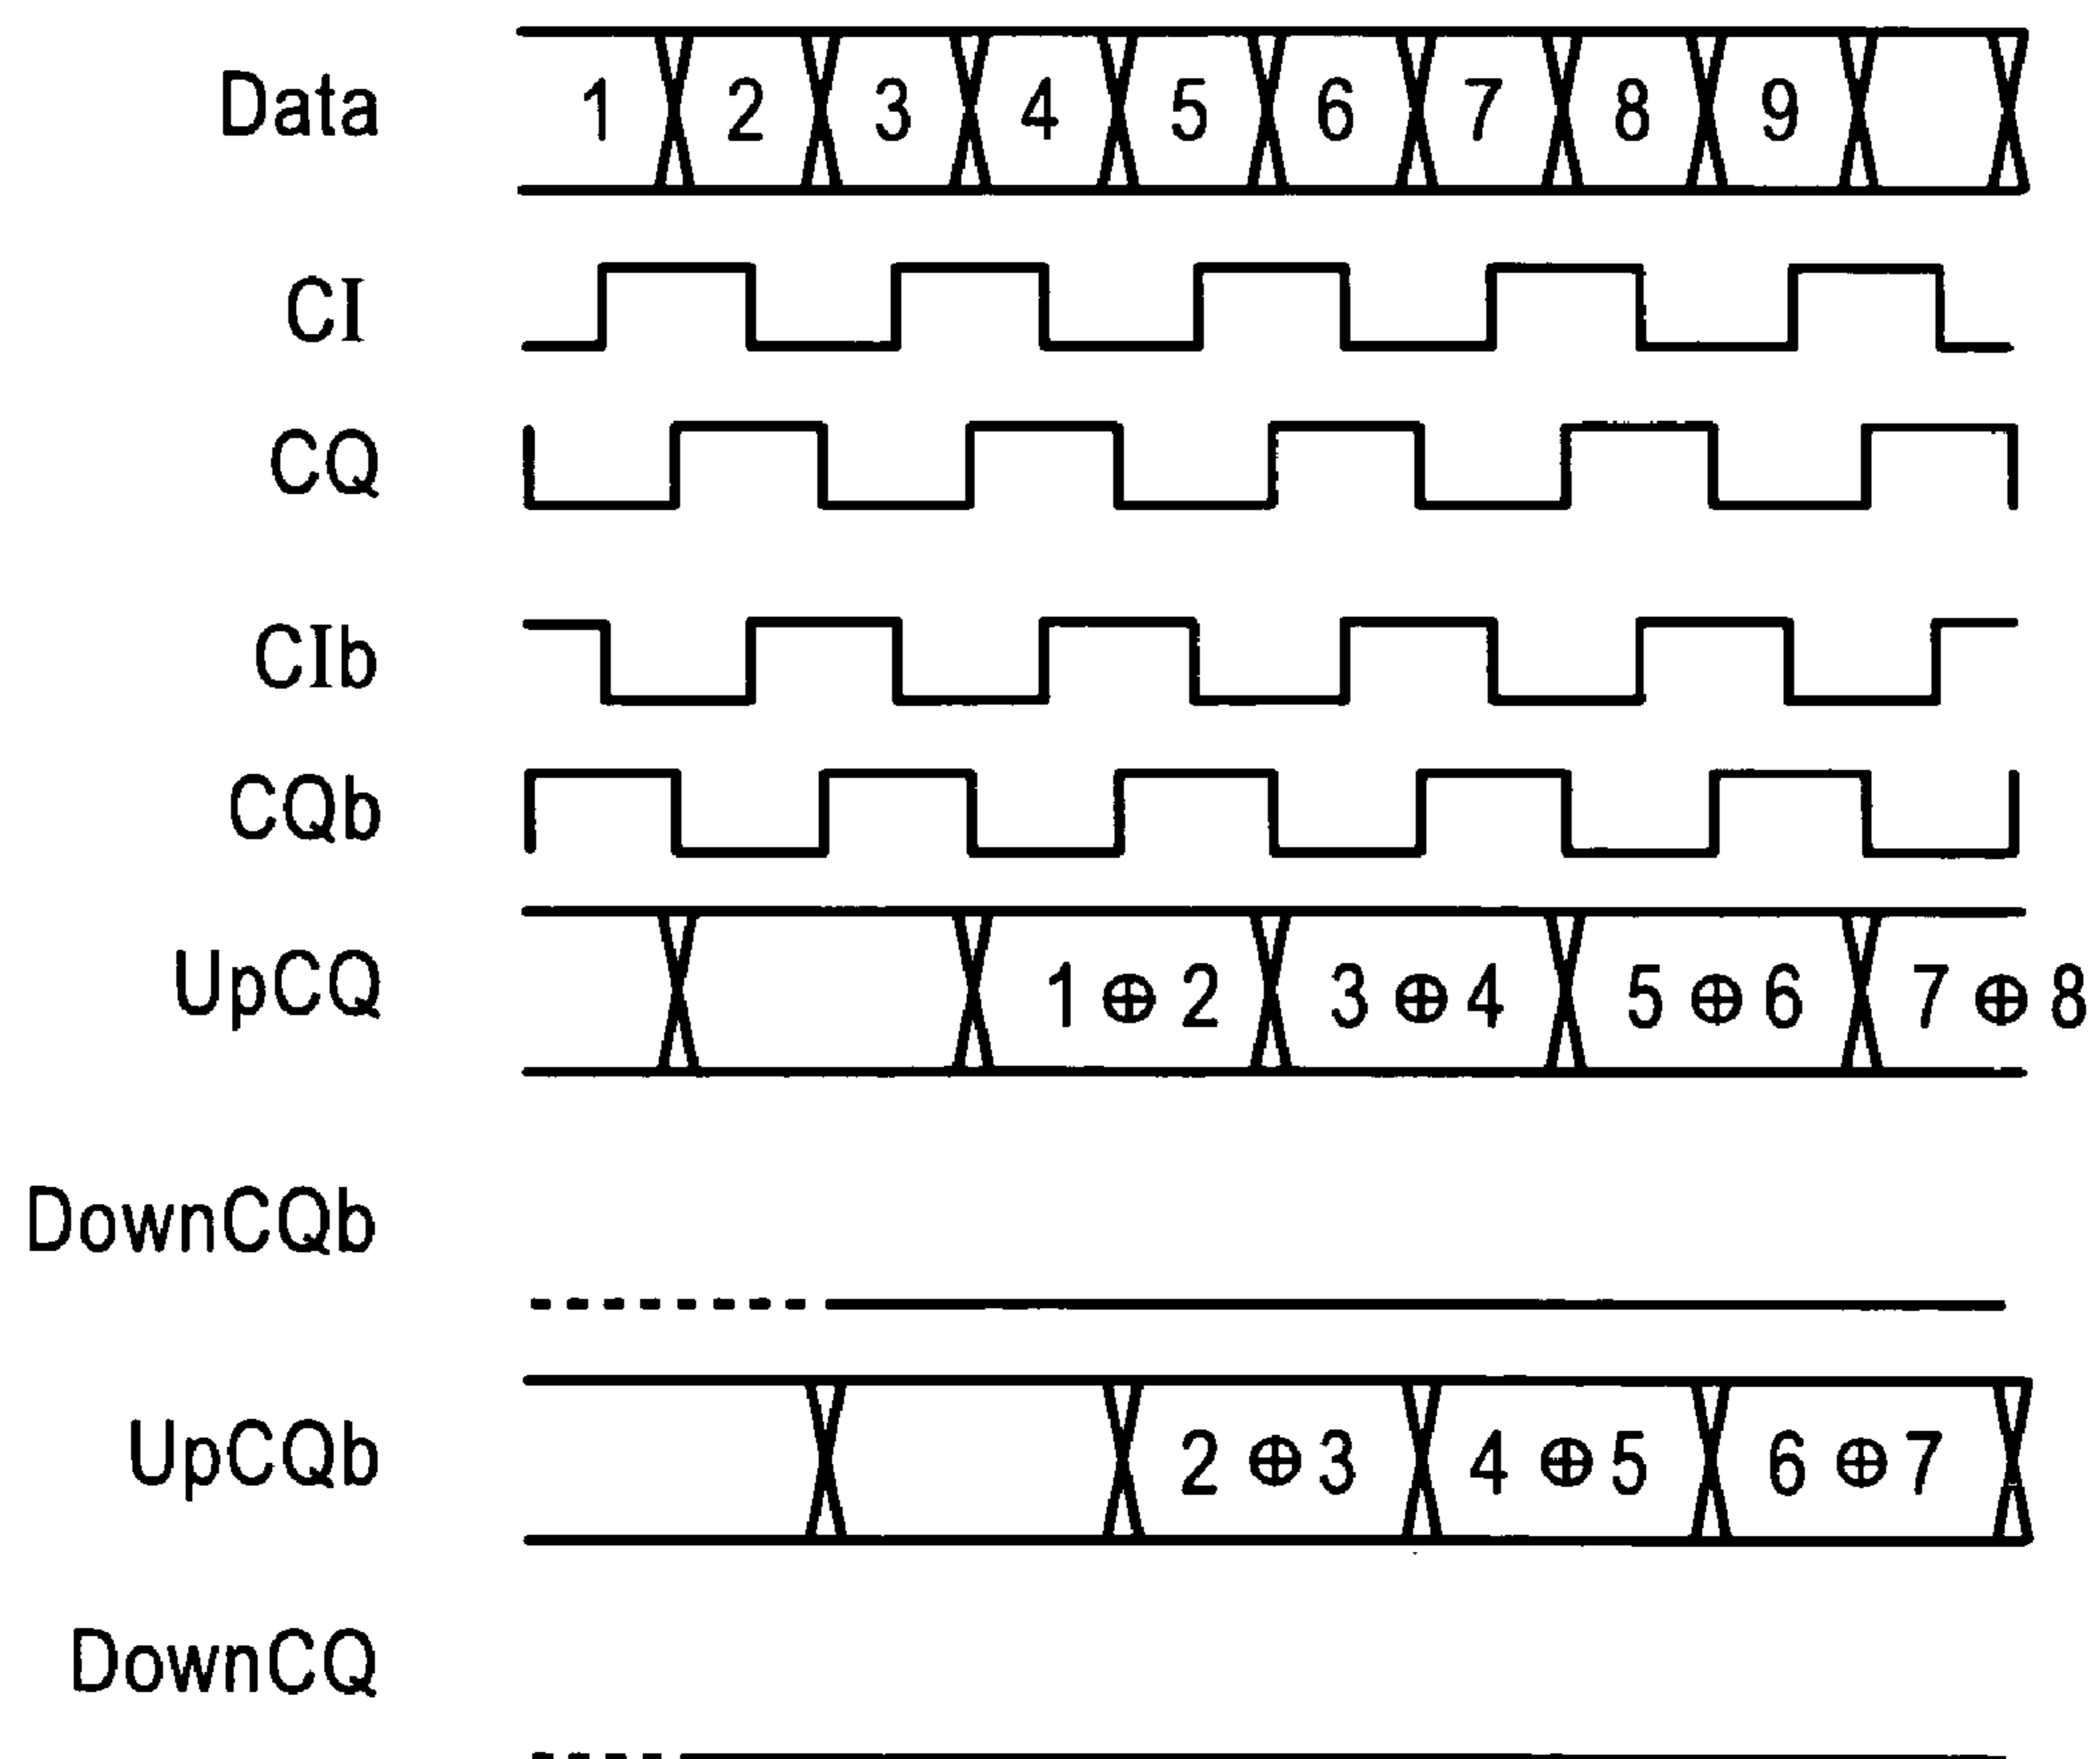 Data 1 2 3 4 5 6 7 8 9
CI
CQ
CIb
CQb
UpCQ 1 ⊕ 2 3 ⊕ 4 5 ⊕ 6 7 ⊕ 8
DownCQb
UpCQb 2 ⊕ 3 4 ⊕ 5 6 ⊕ 7
DownCQ